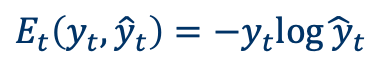 E_t(y_t, ŷ_t) = −y_t log ŷ_t